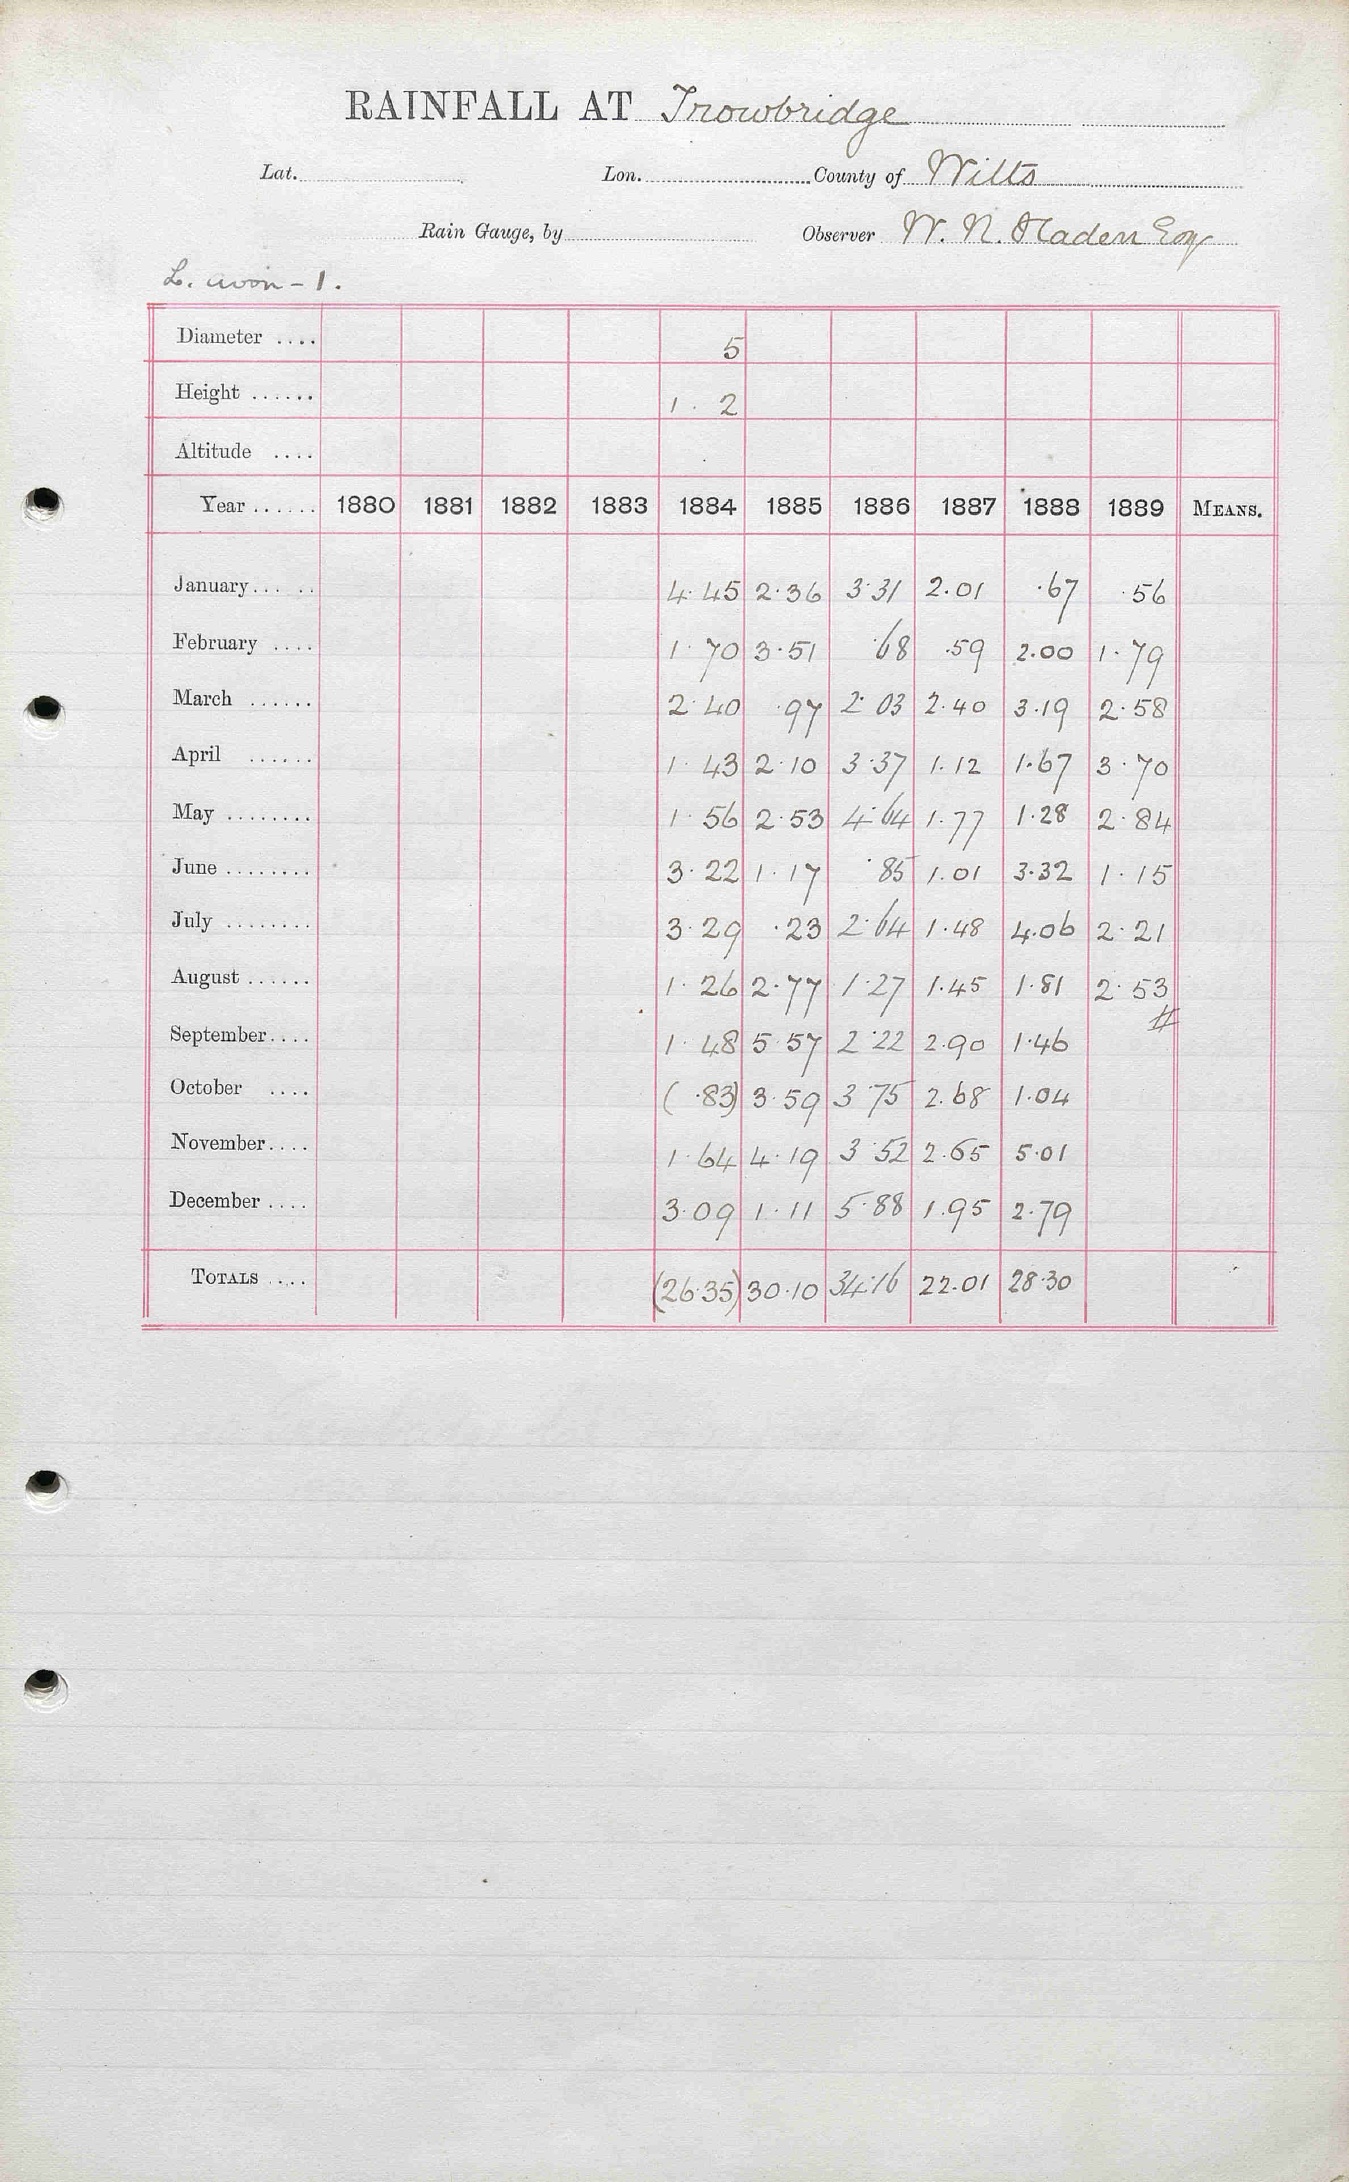 RAINFALL AT Trowbridge
Lat. Lon. County of Wilts
Rain Gauge, by Observer W. N. Haden Esq
L. Avon - 1.
Diameter .... 5
Height ...... 1. 2
Altitude ....
Year ...... 1880 1881 1882 1883 1884 1885 1886 1887 1888 1889 MEANS.
January ..... 4.45 2.36 3.31 2.01 .67 .56
February .... 1.70 3.51 .68 .59 2.00 1.79
March ...... 2.40 .97 2.03 2.40 3.19 2.58
April ...... 1.43 2.10 3.37 1.12 1.67 3.70
May ........ 1.56 2.53 4.64 1.77 1.28 2.84
June ........ 3.22 1.17 .85 1.01 3.32 1.15
July ........ 3.29 .23 2.64 1.48 4.06 2.21
August ...... 1.26 2.77 1.27 1.45 1.81 2.53
September.... 1.48 5.57 2.22 2.90 1.46 #
October .... (.83) 3.59 3.75 2.68 1.04
November.... 1.64 4.19 3.52 2.65 5.01
December .... 3.09 1.11 5.88 1.95 2.79
TOTALS .... (26.35) 30.10 34.16 22.01 28.30